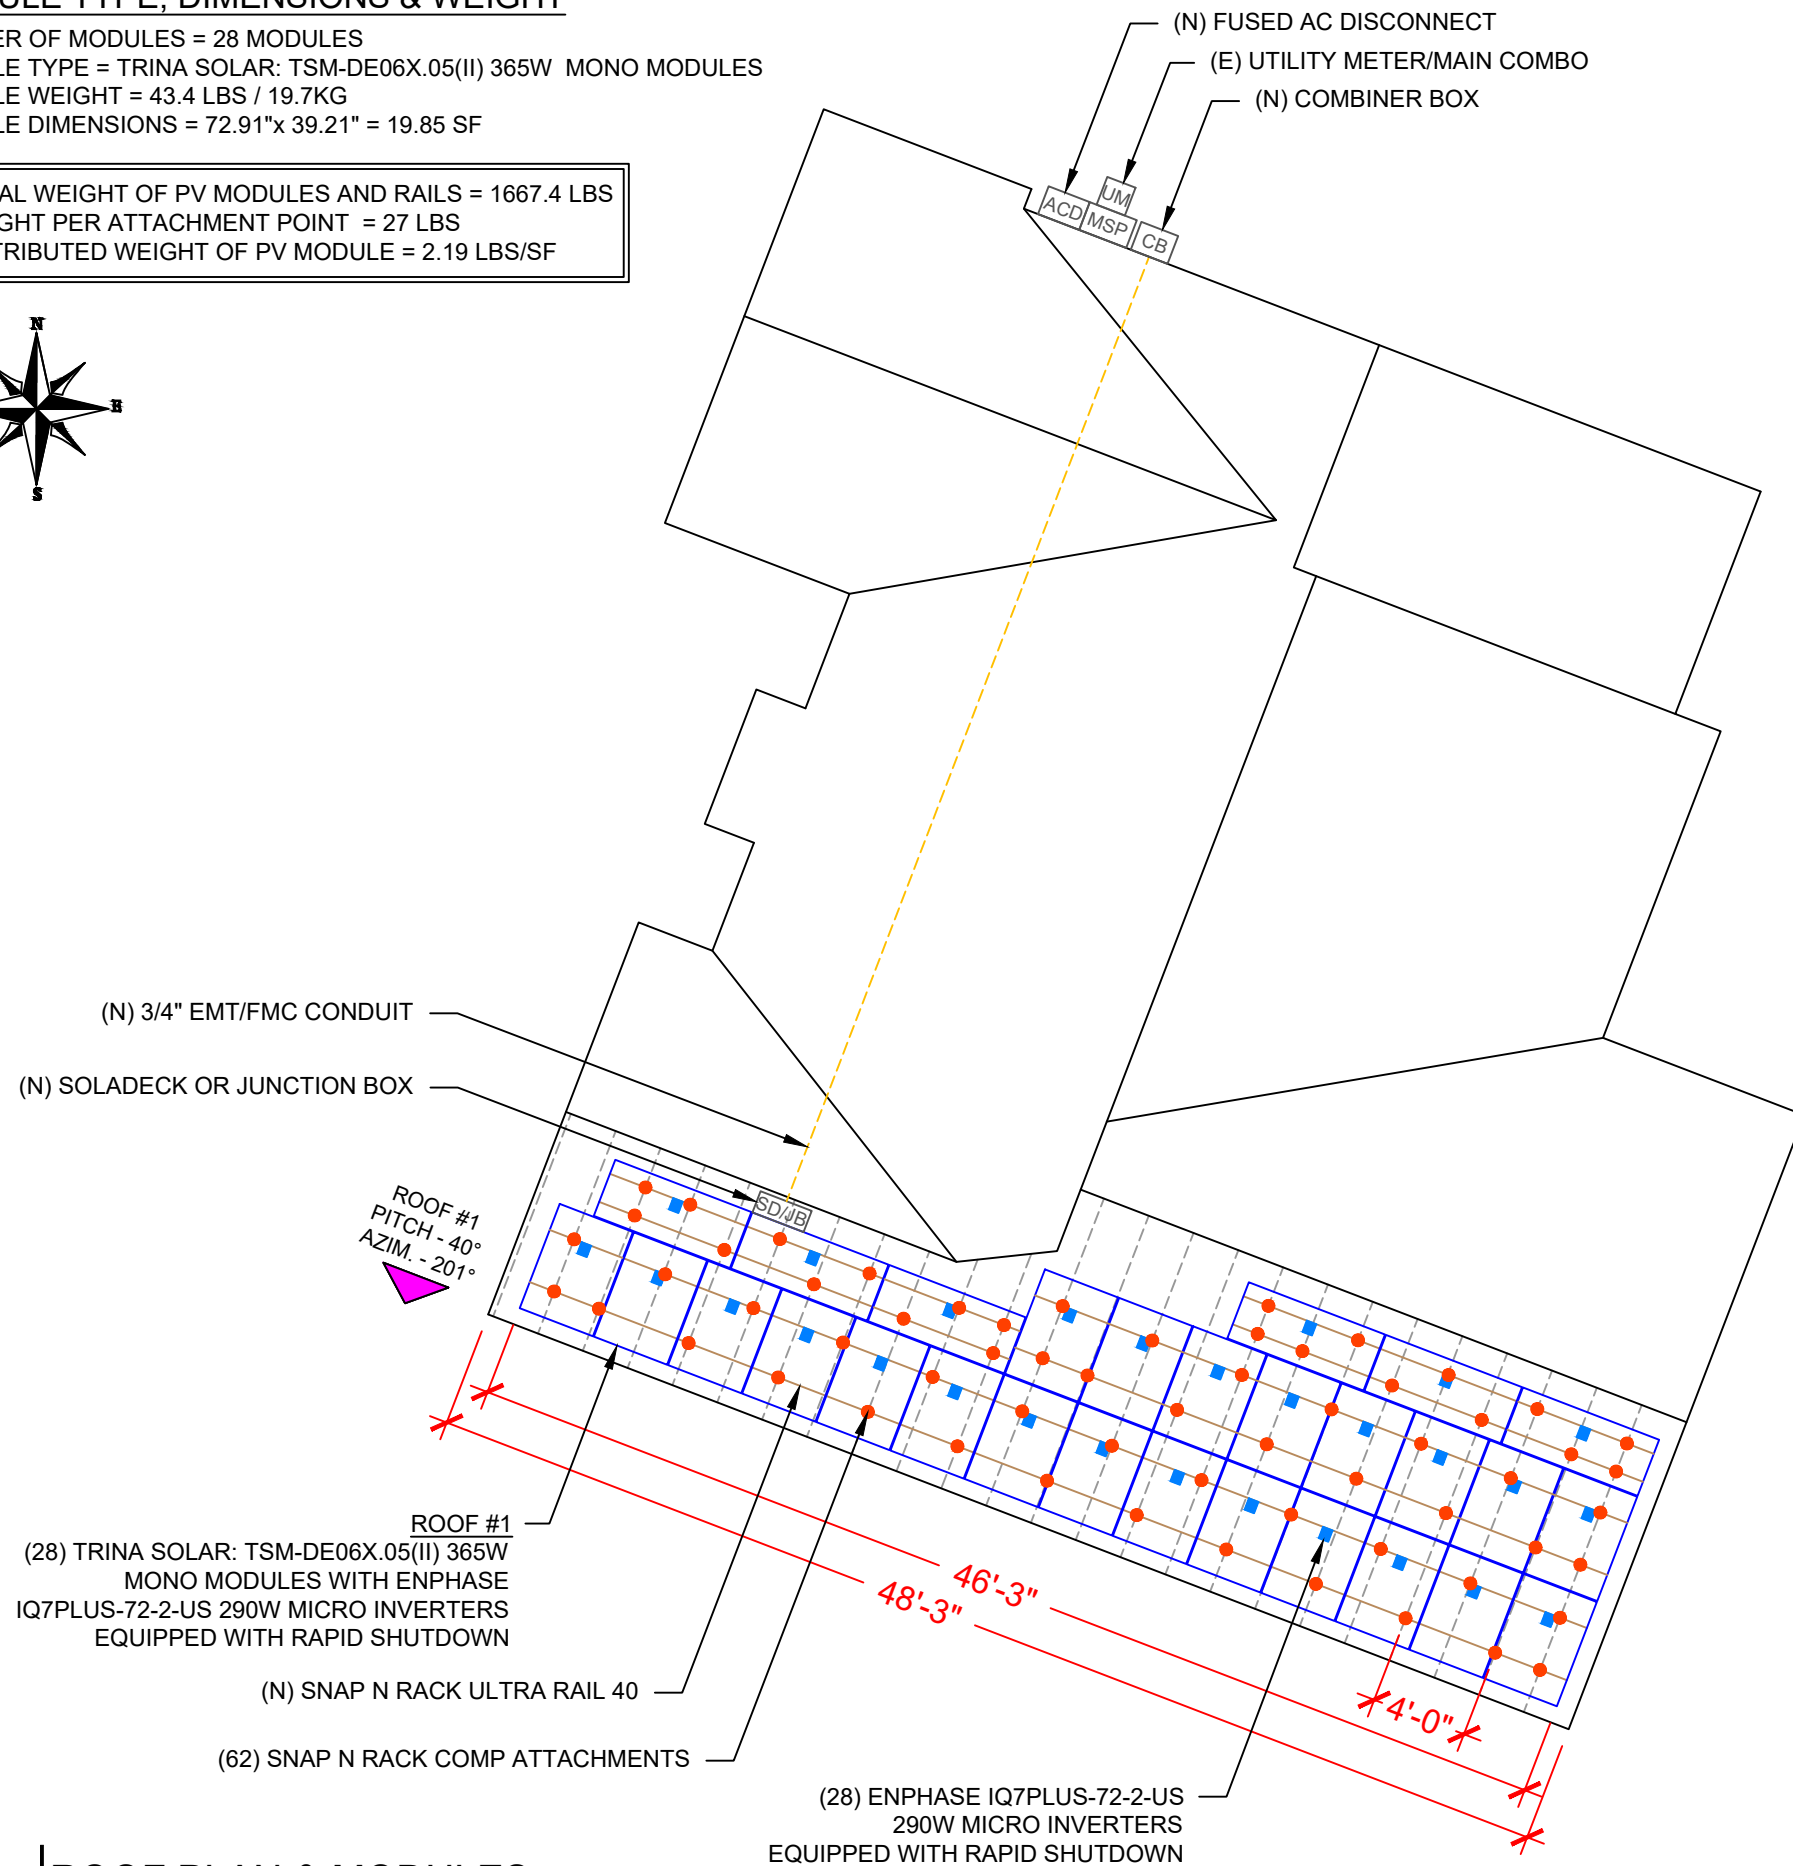 ULE TYPE, DIMENSIONS & WEIGHT
ER OF MODULES = 28 MODULES
LE TYPE = TRINA SOLAR: TSM-DE06X.05(II) 365W MONO MODULES
LE WEIGHT = 43.4 LBS / 19.7KG
LE DIMENSIONS = 72.91"x 39.21" = 19.85 SF
AL WEIGHT OF PV MODULES AND RAILS = 1667.4 LBS
GHT PER ATTACHMENT POINT = 27 LBS
TRIBUTED WEIGHT OF PV MODULE = 2.19 LBS/SF
(N) FUSED AC DISCONNECT
(E) UTILITY METER/MAIN COMBO
(N) COMBINER BOX
UM
ACD
MSP
CB
N
E
S
(N) 3/4" EMT/FMC CONDUIT
(N) SOLADECK OR JUNCTION BOX
SD/JB
ROOF #1
PITCH - 40°
AZIM. - 201°
ROOF #1
(28) TRINA SOLAR: TSM-DE06X.05(II) 365W
MONO MODULES WITH ENPHASE
IQ7PLUS-72-2-US 290W MICRO INVERTERS
EQUIPPED WITH RAPID SHUTDOWN
46'-3"
48'-3"
4'-0"
(N) SNAP N RACK ULTRA RAIL 40
(62) SNAP N RACK COMP ATTACHMENTS
(28) ENPHASE IQ7PLUS-72-2-US
290W MICRO INVERTERS
EQUIPPED WITH RAPID SHUTDOWN
ROOF PLAN & MODULES